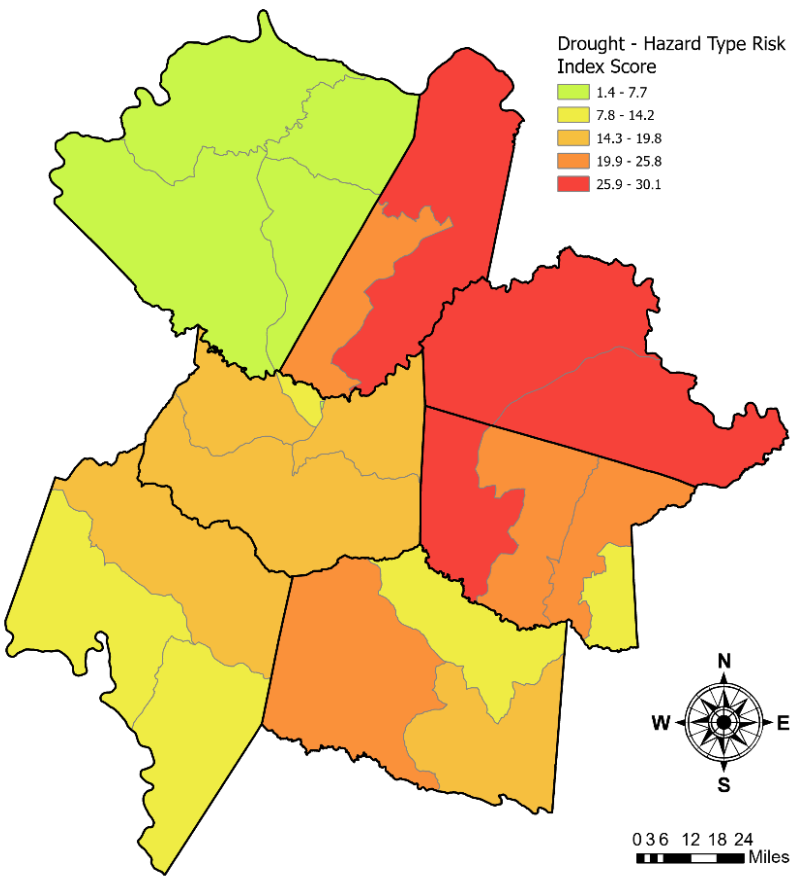 Drought - Hazard Type Risk
Index Score
1.4 - 7.7
7.8 - 14.2
14.3 - 19.8
19.9 - 25.8
25.9 - 30.1
N
W E
S
0 3 6 12 18 24
Miles